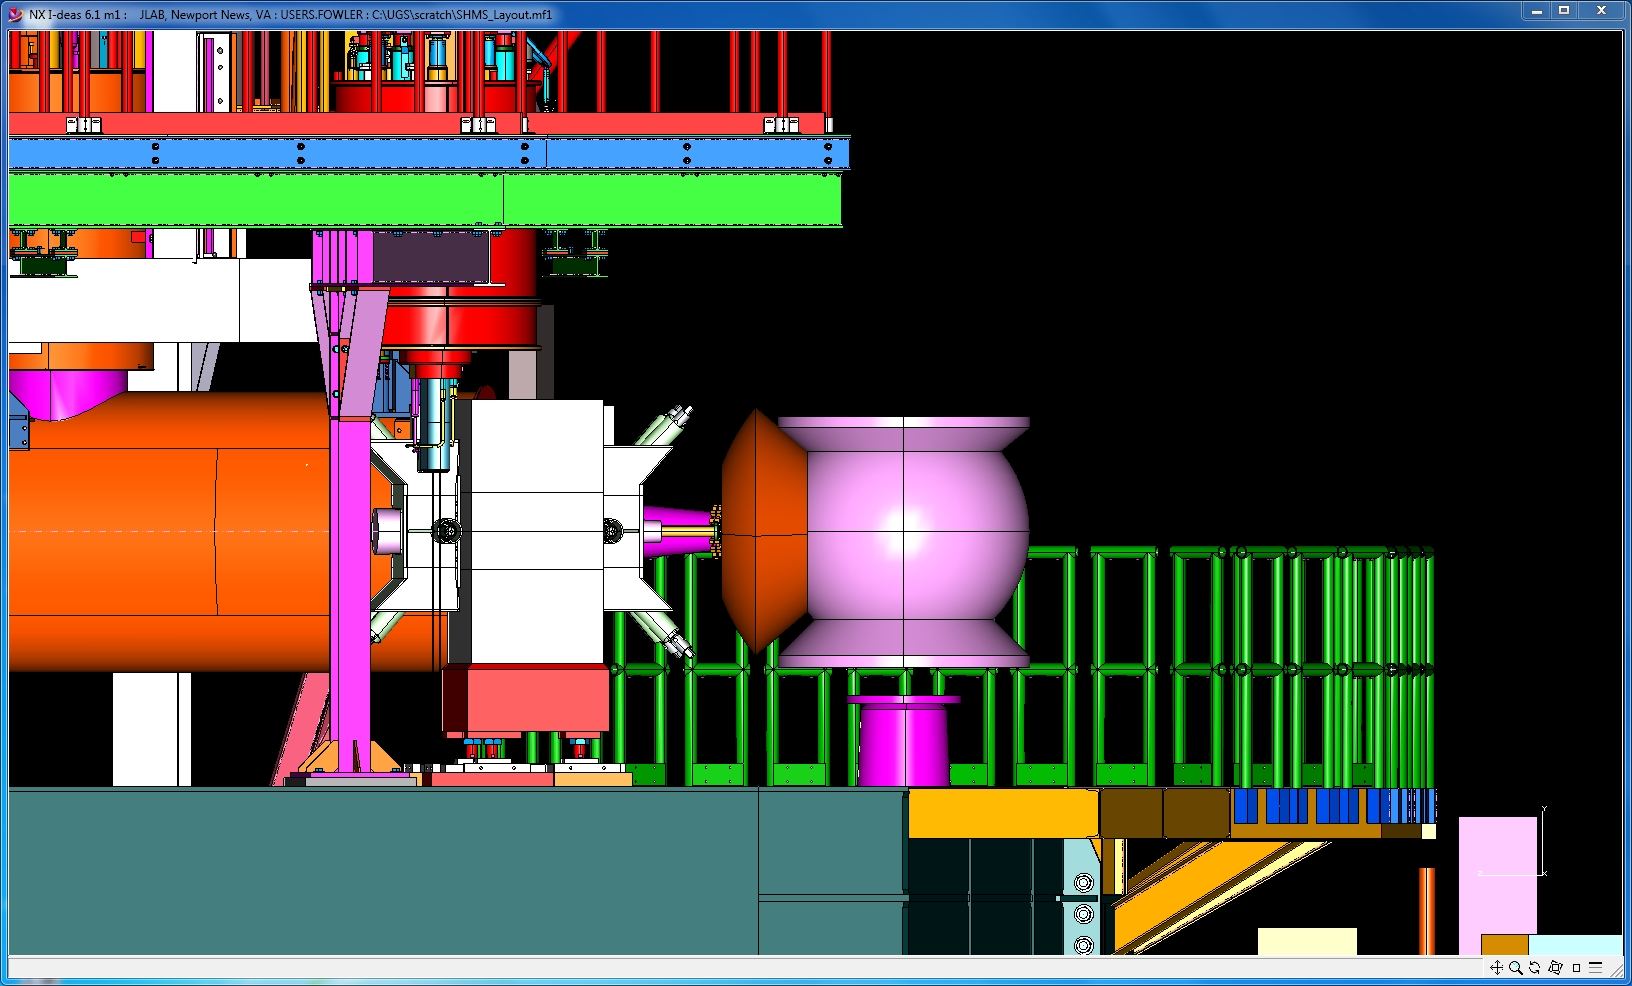 NX I-deas 6.1 m1 :    JLAB, Newport News, VA : USERS.FOWLER : C:\UGS\scratch\SHMS_Layout.mf1
Y
Z X